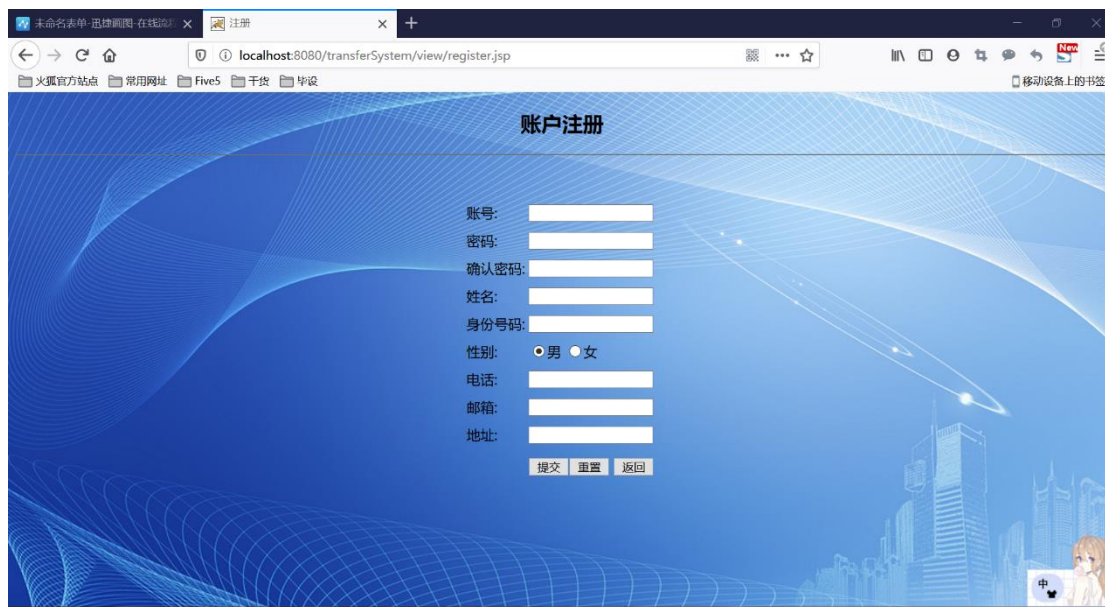 未命名表单-迅捷画图-在线流程
注册
localhost:8080/transferSystem/view/register.jsp
New
火狐官方站点 常用网址 Five5 干货 毕设 移动设备上的书签
账户注册
账号:
密码:
确认密码:
姓名:
身份号码:
性别: 男 女
电话:
邮箱:
地址:
提交 重置 返回
中